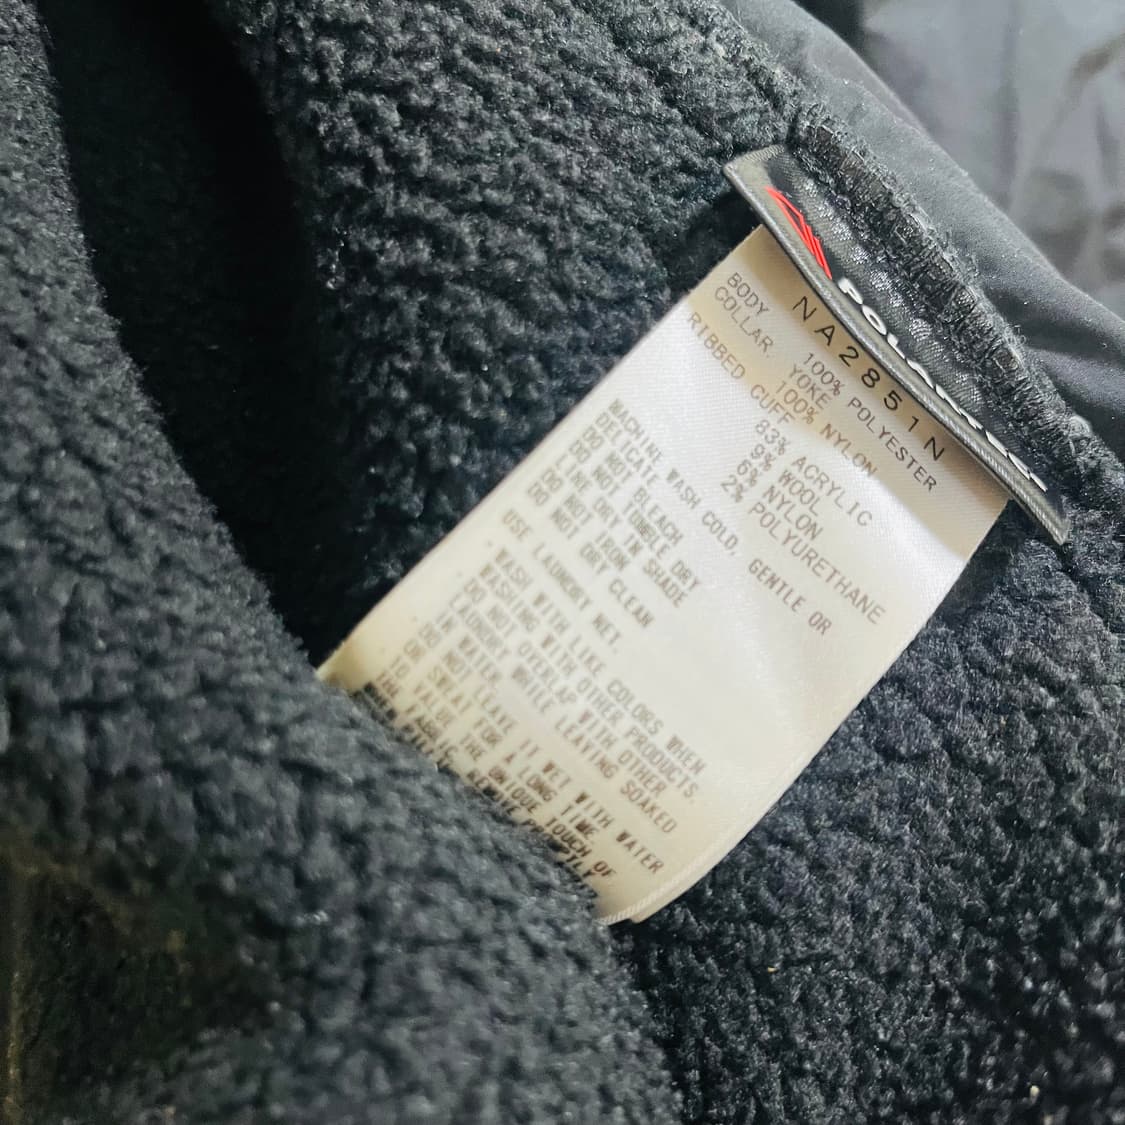 POLARTEC
NA2851N
BODY 100% POLYESTER
COLLAR, YOKE 100% NYLON
RIBBED CUFF 83% ACRYLIC
9% WOOL
6% NYLON
2% POLYURETHANE
MACHINE WASH COLD, GENTLE OR
DELICATE
DO NOT BLEACH
DO NOT TUMBLE DRY
LINE DRY IN SHADE
DO NOT IRON
DO NOT DRY CLEAN
USE LAUNDRY NET.
WASH WITH LIKE COLORS WHEN
WASHING WITH OTHER PRODUCTS.
DO NOT OVERLAP WITH OTHER
LAUNDRY WHILE LEAVING SOAKED
IN WATER.
DO NOT LEAVE IT WET WITH WATER
OR SWEAT FOR A LONG TIME
TO VALUE THE UNIQUE TOUCH OF
THE FABRIC,